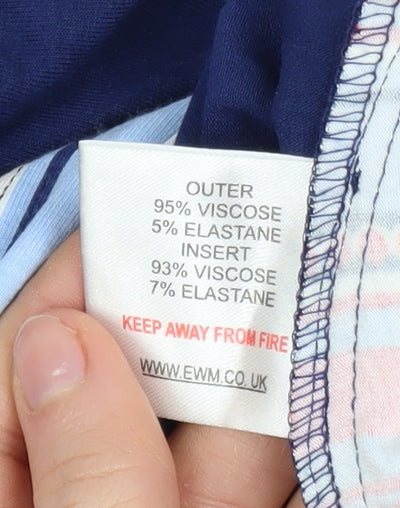 OUTER
95% VISCOSE
5% ELASTANE
INSERT
93% VISCOSE
7% ELASTANE
KEEP AWAY FROM FIRE
WWW.EWM.CO.UK